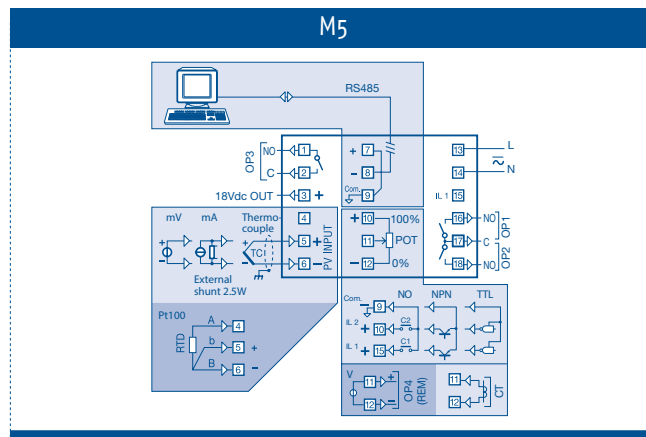 M5
RS485
OP3
NO 1
C 2
18Vdc OUT 3 +
+ 7
- 8
Com. 9
13 L
14 N
IL 1 15
16 NO
17 C
18 NO
OP1
OP2
mV mA Thermo-
couple
4
5 +
6 -
PV INPUT
+ - + TC -
External
shunt 2.5W
+ 10 100%
11 POT
- 12 0%
Pt100
RTD
A 4
b 5 +
B 6 -
NO NPN TTL
Com. - 9
IL 2 + 10 C2
IL 1 + 15 C1
V 11 +
12 -
OP4
(REM)
11
12
CT